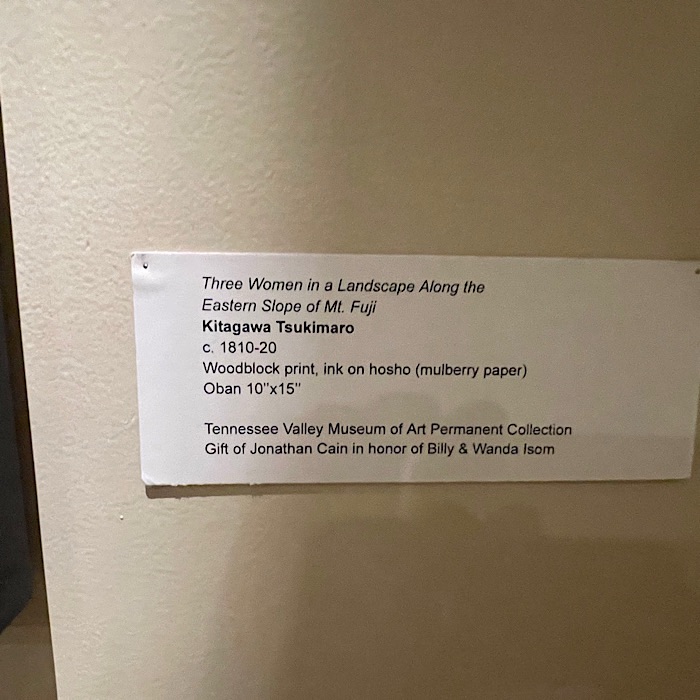 Three Women in a Landscape Along the
Eastern Slope of Mt. Fuji
Kitagawa Tsukimaro
c. 1810-20
Woodblock print, ink on hosho (mulberry paper)
Oban 10"x15"
Tennessee Valley Museum of Art Permanent Collection
Gift of Jonathan Cain in honor of Billy & Wanda Isom